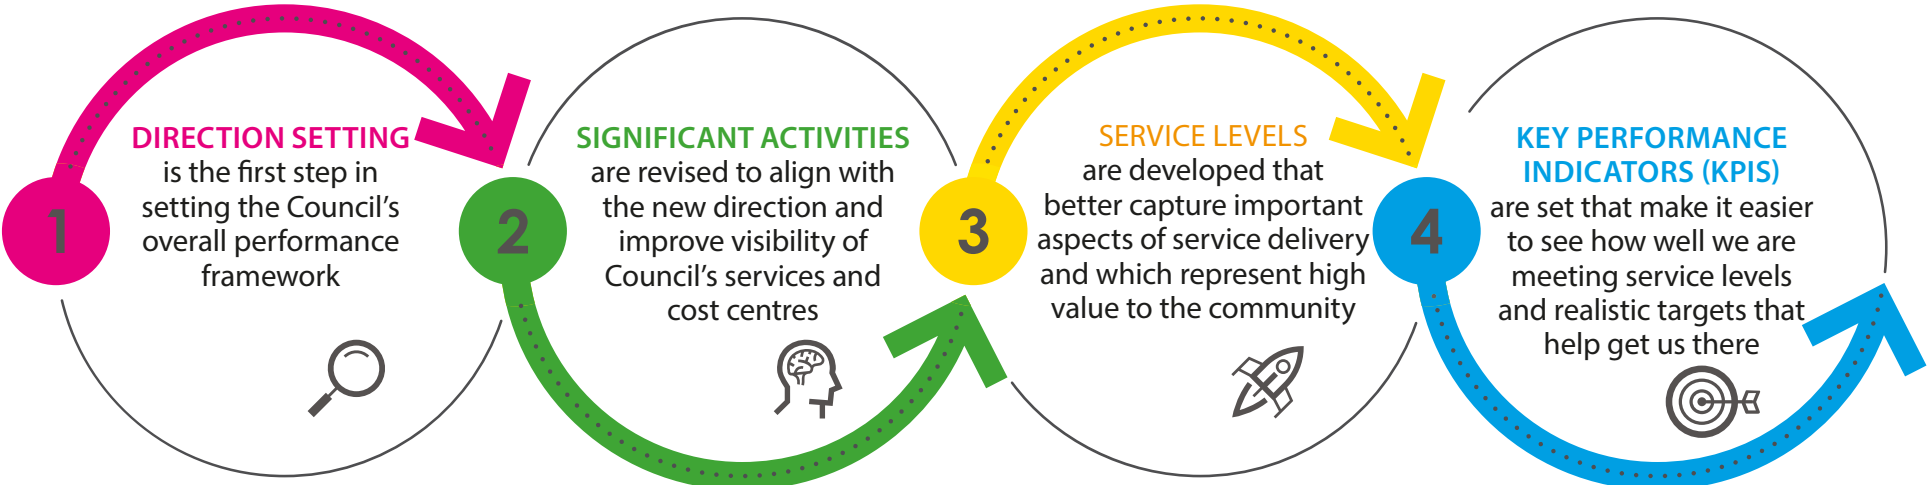 1
DIRECTION SETTING
is the first step in
setting the Council's
overall performance
framework
2
SIGNIFICANT ACTIVITIES
are revised to align with
the new direction and
improve visibility of
Council's services and
cost centres
3
SERVICE LEVELS
are developed that
better capture important
aspects of service delivery
and which represent high
value to the community
4
KEY PERFORMANCE
INDICATORS (KPIS)
are set that make it easier
to see how well we are
meeting service levels
and realistic targets that
help get us there